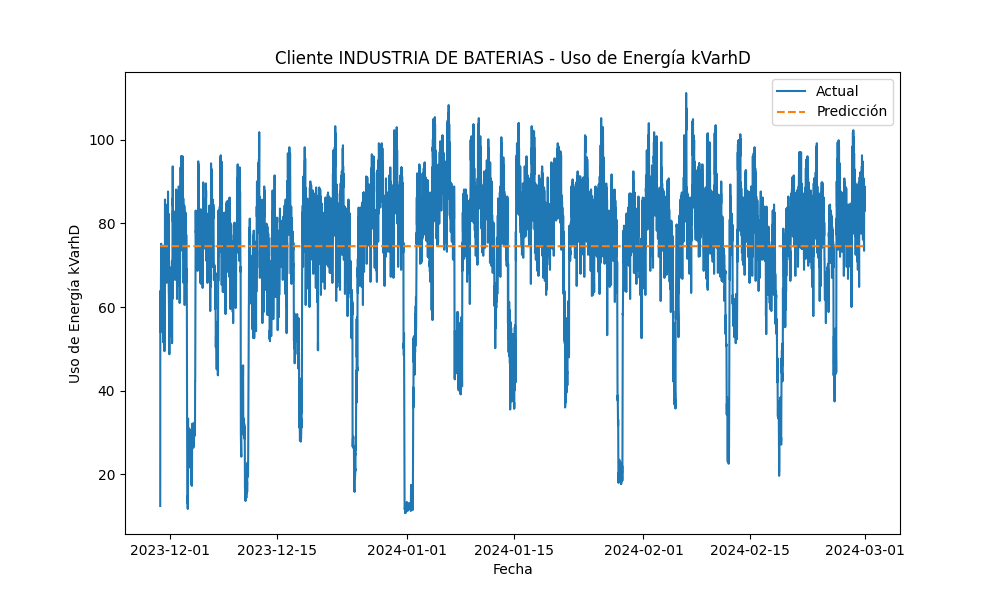 Cliente INDUSTRIA DE BATERIAS - Uso de Energía kVarhD
Actual
Predicción
Uso de Energía kVarhD
100
80
60
40
20
2023-12-01
2023-12-15
2024-01-01
2024-01-15
2024-02-01
2024-02-15
2024-03-01
Fecha